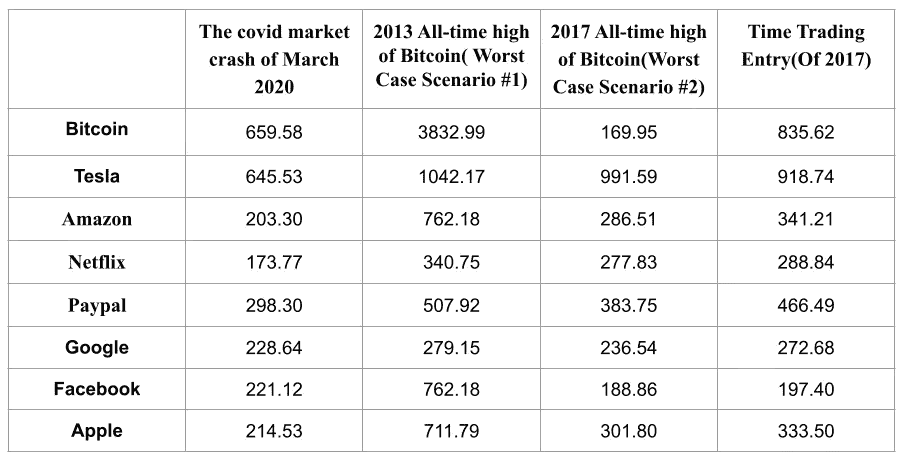 The covid market crash of March 2020 2013 All-time high of Bitcoin( Worst Case Scenario #1) 2017 All-time high of Bitcoin(Worst Case Scenario #2) Time Trading Entry(Of 2017)
Bitcoin 659.58 3832.99 169.95 835.62
Tesla 645.53 1042.17 991.59 918.74
Amazon 203.30 762.18 286.51 341.21
Netflix 173.77 340.75 277.83 288.84
Paypal 298.30 507.92 383.75 466.49
Google 228.64 279.15 236.54 272.68
Facebook 221.12 762.18 188.86 197.40
Apple 214.53 711.79 301.80 333.50